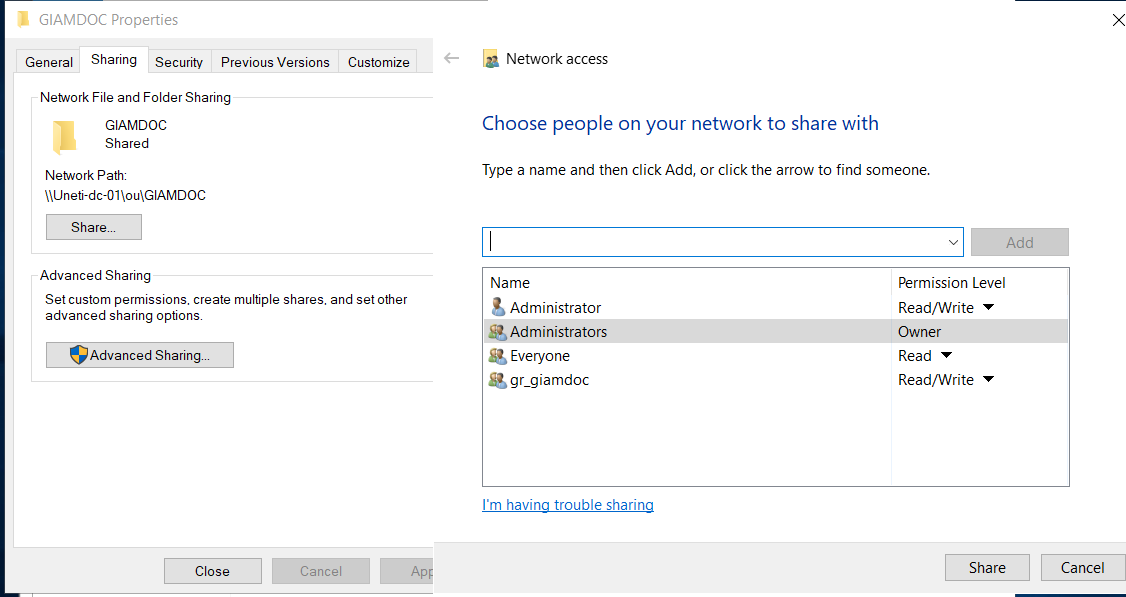 GIAMDOC Properties
General
Sharing
Security
Previous Versions
Customize
Network File and Folder Sharing
GIAMDOC
Shared
Network Path:
\\Uneti-dc-01\ou\GIAMDOC
Share...
Advanced Sharing
Set custom permissions, create multiple shares, and set other
advanced sharing options.
Advanced Sharing...
Close
Cancel
App
Network access
Choose people on your network to share with
Type a name and then click Add, or click the arrow to find someone.
Add
Name Permission Level
Administrator Read/Write
Administrators Owner
Everyone Read
gr_giamdoc Read/Write
I'm having trouble sharing
Share
Cancel